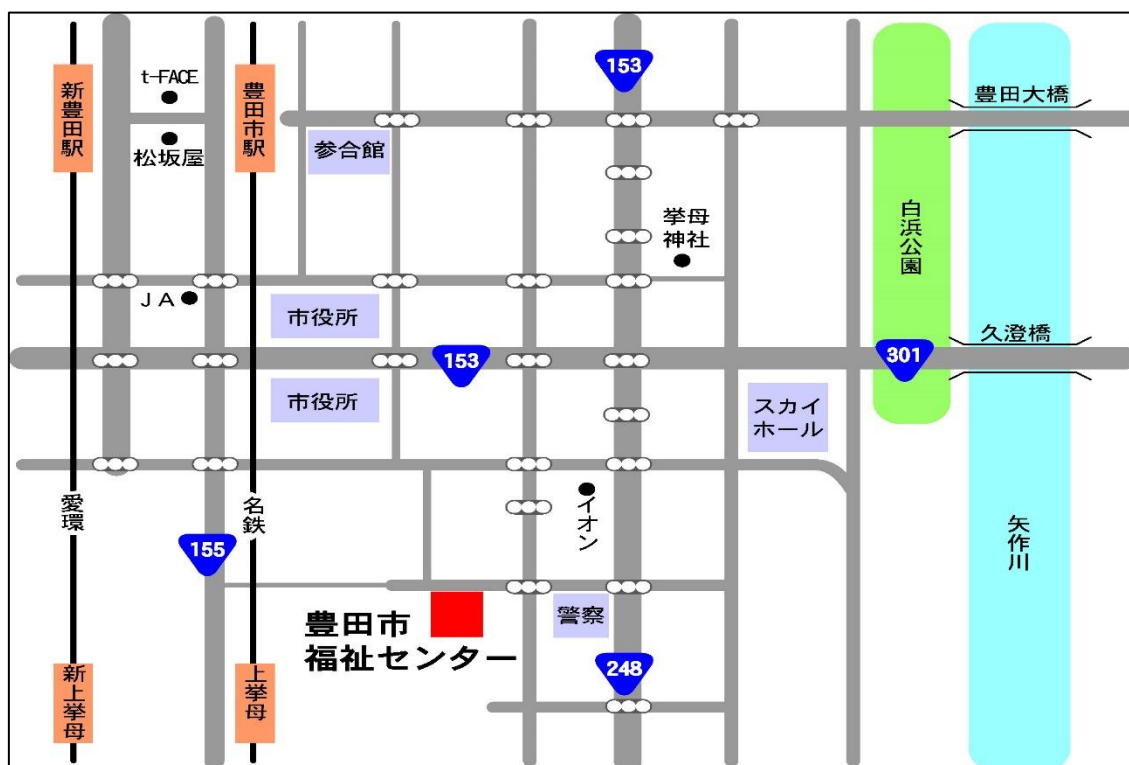 153
t-FACE
新豊田駅
豊田市駅
豊田大橋
参合館
松坂屋
挙母
神社
白浜公園
JA
市役所
久澄橋
153
301
市役所
スカイ
ホール
愛環
名鉄
イオン
矢作川
155
警察
豊田市
福祉センター
248
新上挙母
上挙母